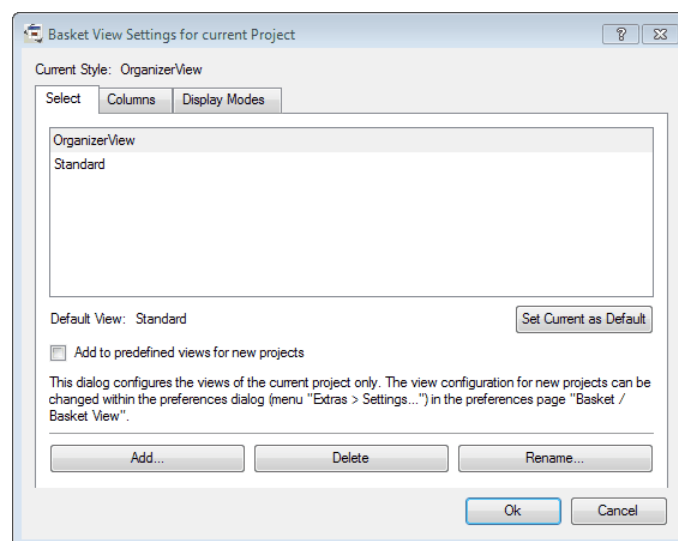 Basket View Settings for current Project
Current Style: OrganizerView
Select Columns Display Modes
OrganizerView
Standard
Default View: Standard Set Current as Default
Add to predefined views for new projects
This dialog configures the views of the current project only. The view configuration for new projects can be
changed within the preferences dialog (menu "Extras > Settings...") in the preferences page "Basket /
Basket View".
Add... Delete Rename...
Ok Cancel